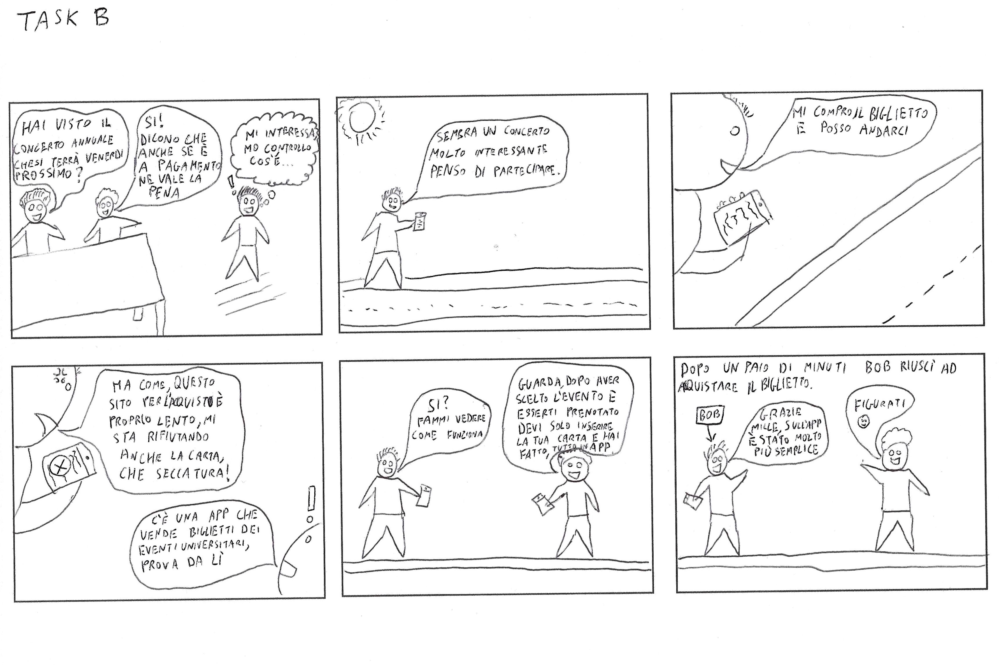 TASK B
HAI VISTO IL
CONCERTO ANNUALE
CHE SI TERRÀ VENERDI
PROSSIMO?
SI!
DICONO CHE
ANCHE SE È
A PAGAMENTO
NE VALE LA
PENA
MI INTERESSA,
MO CONTROLLO
COS'È...
!
SEMBRA UN CONCERTO
MOLTO INTERESSANTE
PENSO DI PARTECIPARE.
MI COMPRO IL BIGLIETTO
E POSSO ANDARCI
MA COME, QUESTO
SITO PER L'AQUISTO È
PROPRIO LENTO, MI
STA RIFIUTANDO
ANCHE LA CARTA,
CHE SECCATURA!
C'È UNA APP CHE
VENDE BIGLIETTI DEI
EVENTI UNIVERSITARI,
PROVA DA LÌ
!
SI?
FAMMI VEDERE
COME FUNZIONA
GUARDA, DOPO AVER
SCELTO L'EVENTO E
ESSERTI PRENOTATO
DEVI SOLO INSERIRE
LA TUA CARTA E HAI
FATTO, TUTTO IN APP
DOPO UN PAIO DI MINUTI BOB RIUSCÌ AD
AQUISTARE IL BIGLIETTO.
BOB
GRAZIE
MILLE, SULL'APP
È STATO MOLTO
PIÙ SEMPLICE
FIGURATI